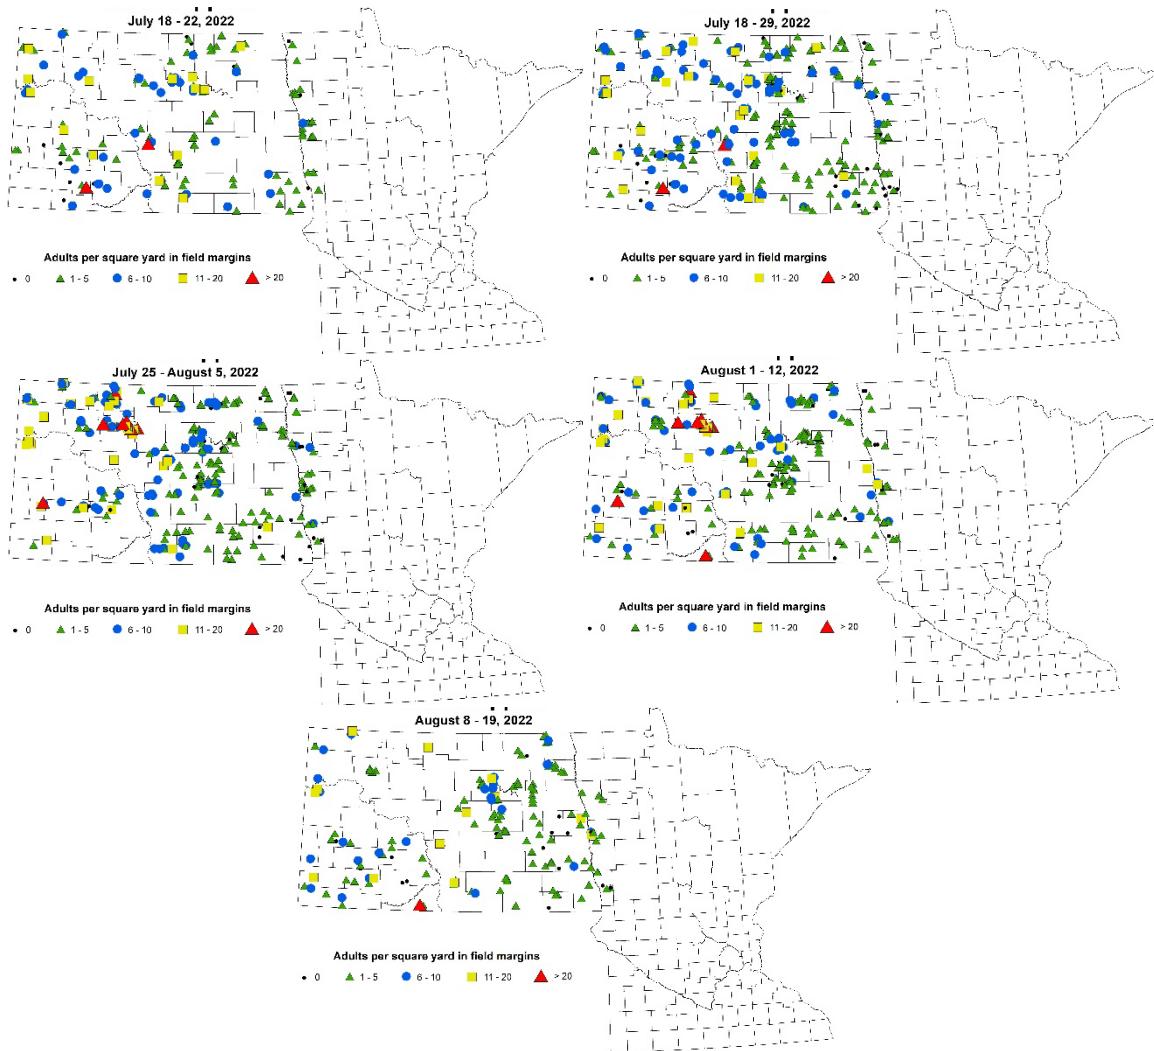 July 18 - 22, 2022
Adults per square yard in field margins
0 1 - 5 6 - 10 11 - 20 > 20
July 18 - 29, 2022
Adults per square yard in field margins
0 1 - 5 6 - 10 11 - 20 > 20
July 25 - August 5, 2022
Adults per square yard in field margins
0 1 - 5 6 - 10 11 - 20 > 20
August 1 - 12, 2022
Adults per square yard in field margins
0 1 - 5 6 - 10 11 - 20 > 20
August 8 - 19, 2022
Adults per square yard in field margins
0 1 - 5 6 - 10 11 - 20 > 20